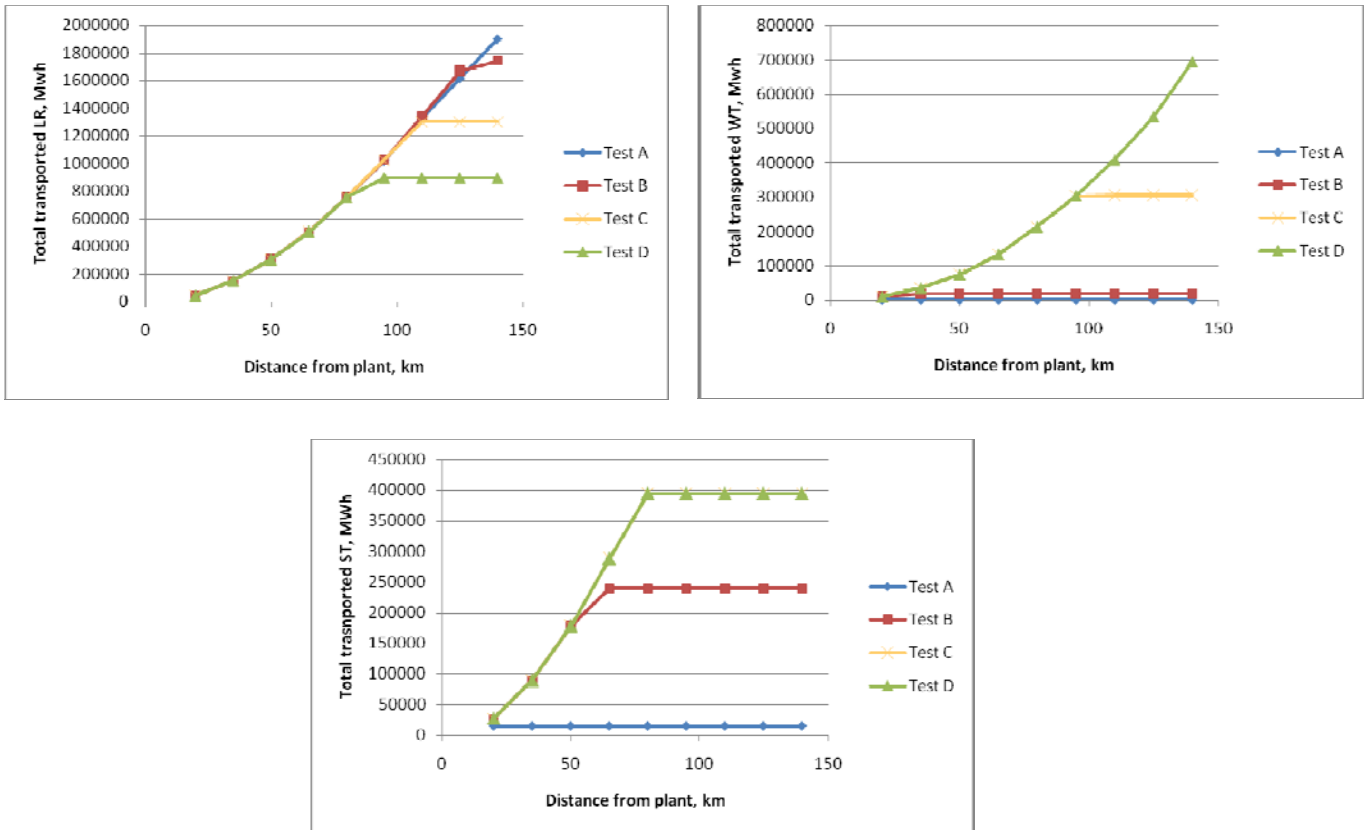 Total transported LR, Mwh
2000000
1800000
1600000
1400000
1200000
1000000
800000
600000
400000
200000
0
0
50
100
150
Distance from plant, km
Test A
Test B
Test C
Test D
Total transported WT, Mwh
800000
700000
600000
500000
400000
300000
200000
100000
0
0
50
100
150
Distance from plant, km
Test A
Test B
Test C
Test D
Total trasnported ST, MWh
450000
400000
350000
300000
250000
200000
150000
100000
50000
0
0
50
100
150
Distance from plant, km
Test A
Test B
Test C
Test D